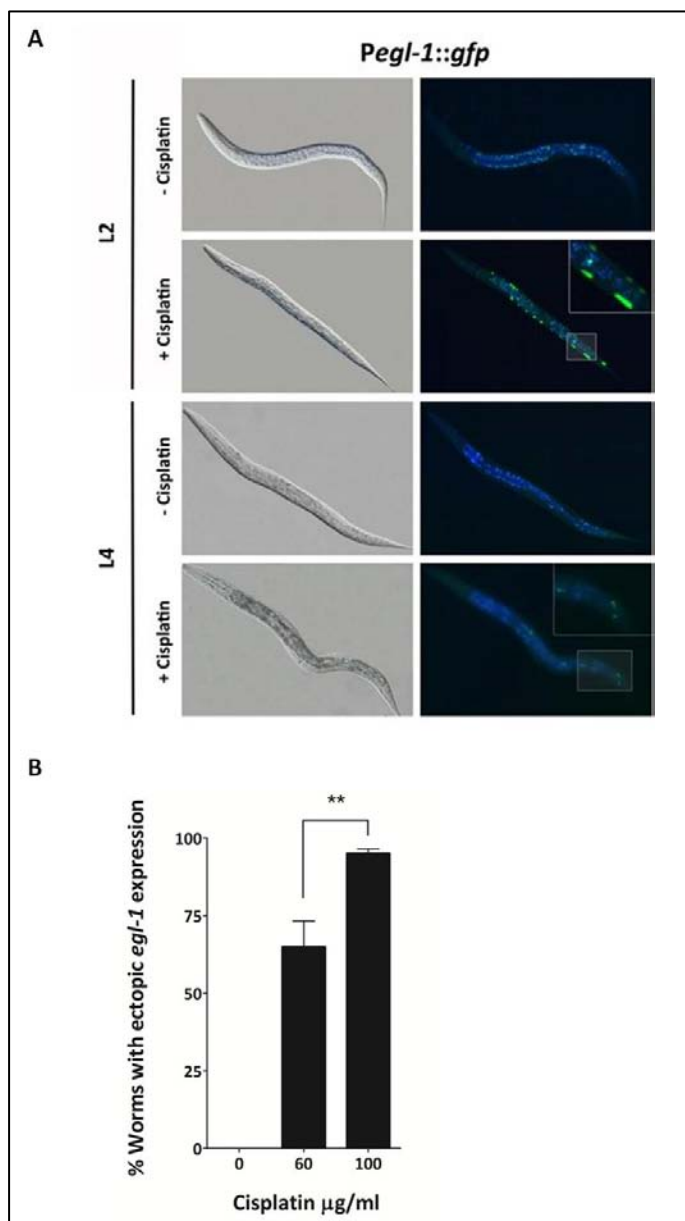 A
Pegl-1::gfp
L2
- Cisplatin
+ Cisplatin
L4
- Cisplatin
+ Cisplatin
B
% Worms with ectopic egl-1 expression
**
100
75
50
25
0
0 60 100
Cisplatin μg/ml